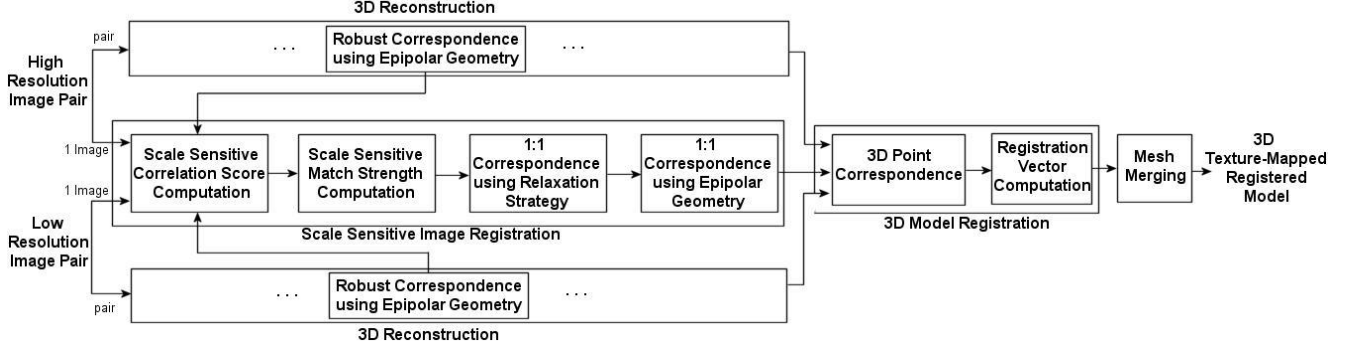 3D Reconstruction
pair
. . .
Robust Correspondence
using Epipolar Geometry
. . .
High
Resolution
Image Pair
1 Image
1 Image
Low
Resolution
Image Pair
pair
Scale Sensitive
Correlation Score
Computation
Scale Sensitive
Match Strength
Computation
1:1
Correspondence
using Relaxation
Strategy
1:1
Correspondence
using Epipolar
Geometry
Scale Sensitive Image Registration
3D Point
Correspondence
Registration
Vector
Computation
3D Model Registration
Mesh
Merging
3D
Texture-Mapped
Registered
Model
. . .
Robust Correspondence
using Epipolar Geometry
. . .
3D Reconstruction